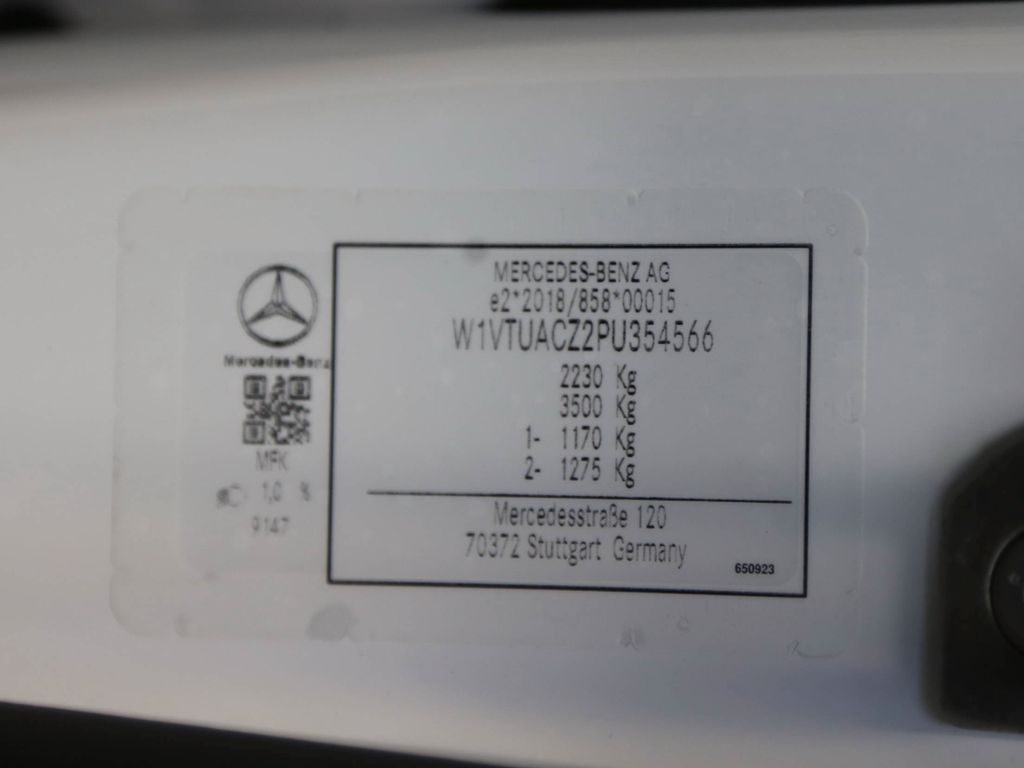 Mercedes-Benz
MFK
1,0 %
9147
MERCEDES-BENZ AG
e2*2018/858*00015
W1VTUACZ2PU354566
2230 Kg
3500 Kg
1- 1170 Kg
2- 1275 Kg
Mercedesstraße 120
70372 Stuttgart Germany
650923